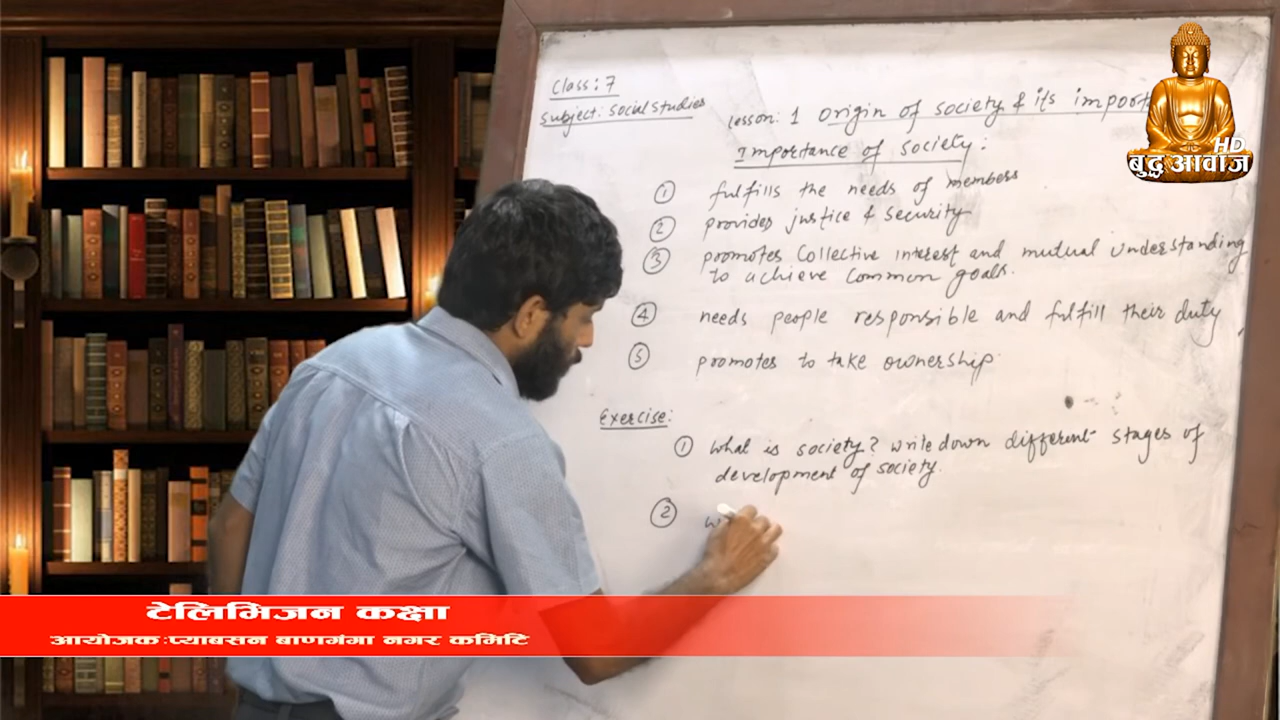 Class: 7
Subject: Social studies
Lesson: 1 Origin of society & its import
Importance of society:
① fulfills the needs of members
② provides justice & security
③ promotes collective interest and mutual understanding
to achieve common goals.
④ needs people responsible and fulfill their duty
⑤ promotes to take ownership.
Exercise:
① What is society? Write down different stages of
development of society.
② w
HD
बुद्ध आवाज
टेलिभिजन कक्षा
आयोजक:प्याबसन बाणगंगा नगर कमिटि